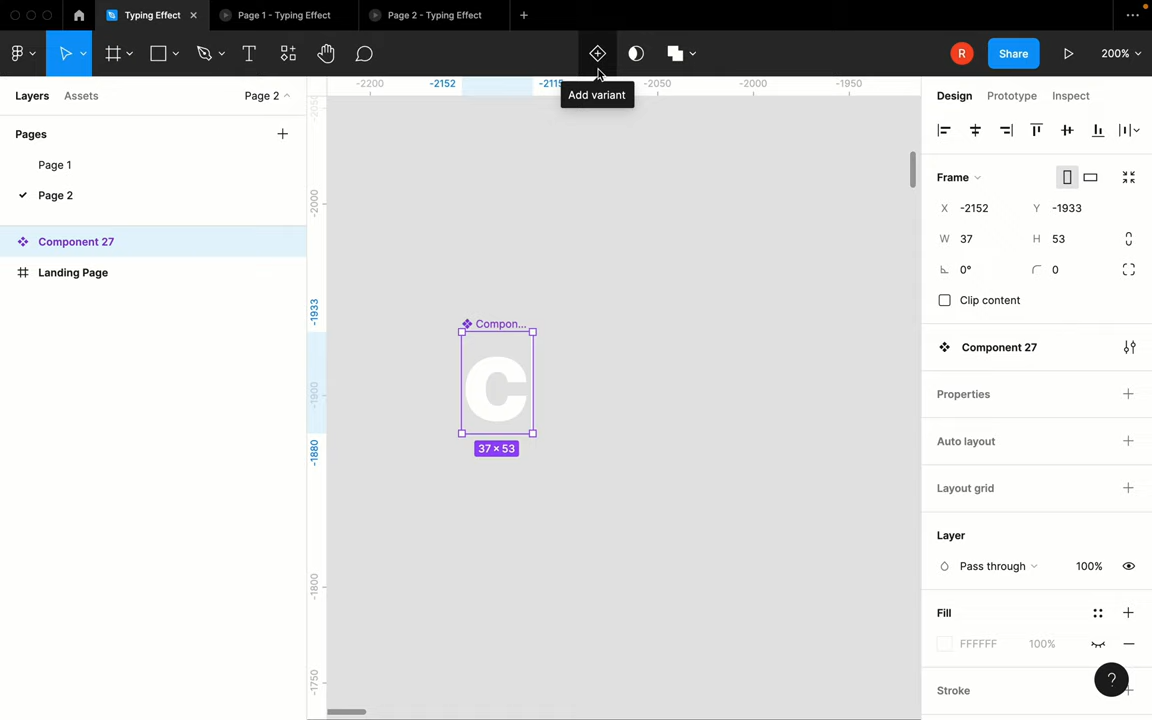 Typing Effect
Page 1 - Typing Effect
Page 2 - Typing Effect
R
Share
200%
Add variant
Layers
Assets
Page 2
Pages
Page 1
Page 2
Component 27
Landing Page
-2200
-2152
-2115
-2050
-2000
-1950
-2050
-2000
-1933
-1900
-1880
-1800
-1750
Compon...
C
37 × 53
Design
Prototype
Inspect
Frame
X -2152
Y -1933
W 37
H 53
0°
0
Clip content
Component 27
Properties
Auto layout
Layout grid
Layer
Pass through
100%
Fill
FFFFFF
100%
Stroke
?